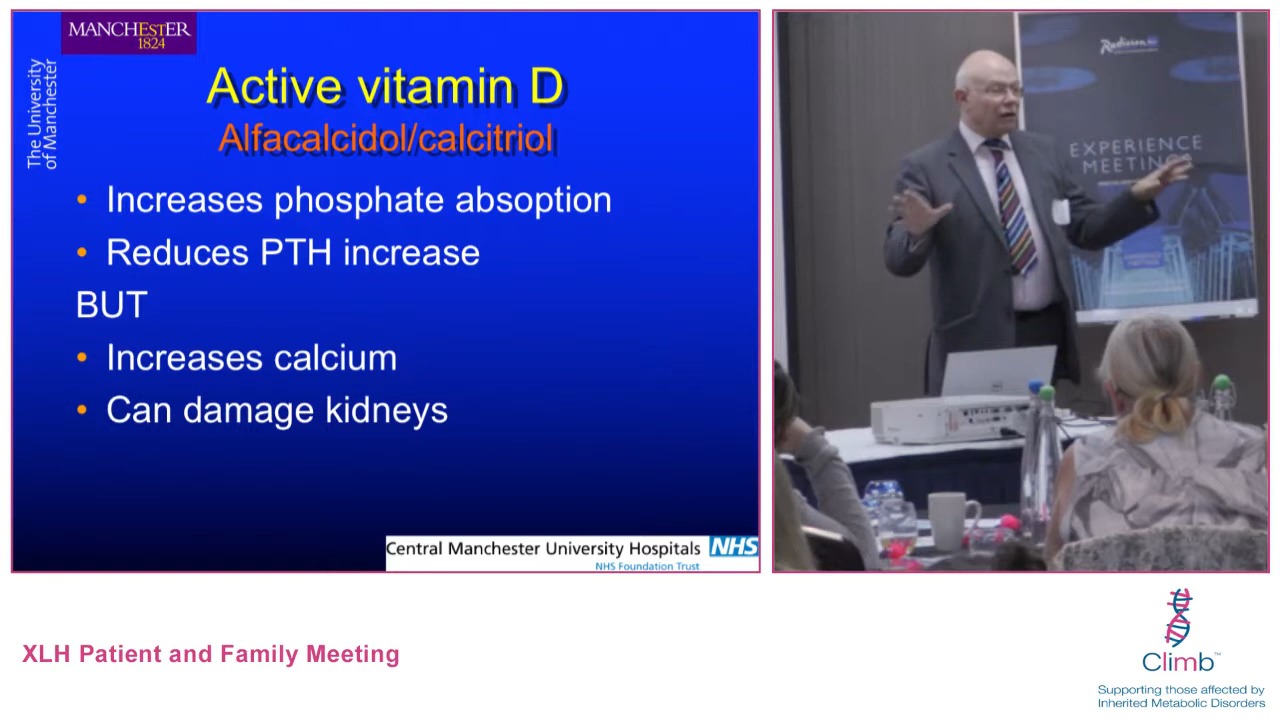 MANCHESTER
1824
The University
of Manchester
Active vitamin D
Alfacalcidol/calcitriol
• Increases phosphate absoption
• Reduces PTH increase
BUT
• Increases calcium
• Can damage kidneys
Central Manchester University Hospitals NHS
NHS Foundation Trust
Radisson
EXPERIENCE
MEETINGS
XLH Patient and Family Meeting
Climb™
Supporting those affected by
Inherited Metabolic Disorders